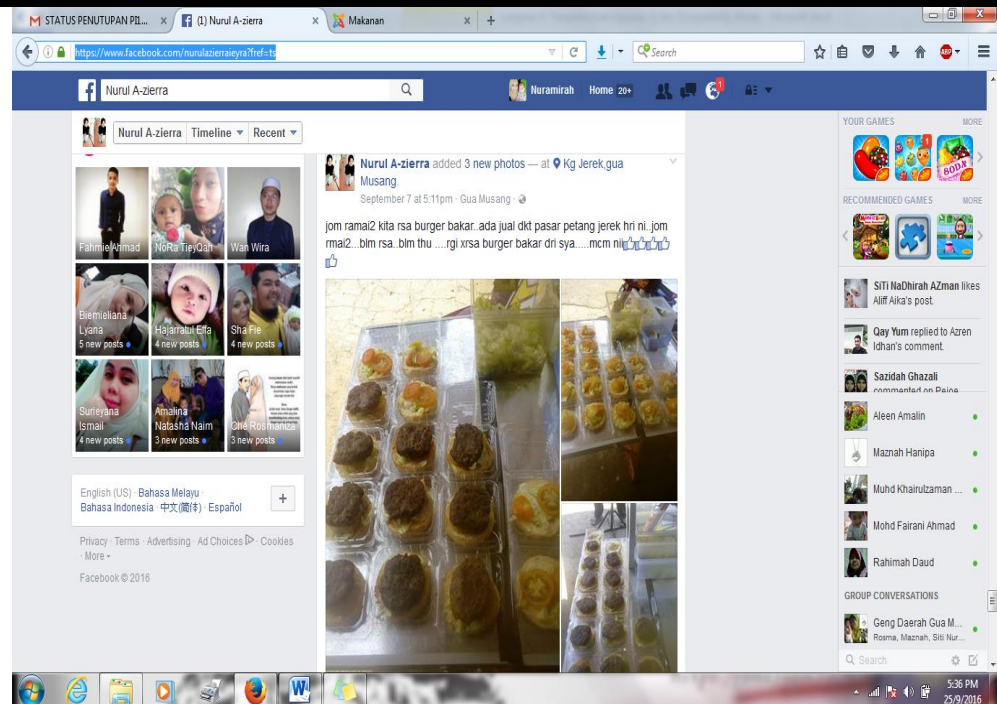 STATUS PENUTUPAN PI1...
(1) Nurul A-zierra
Makanan
https://www.facebook.com/nurulazierraieyra?fref=ts
Search
Nurul A-zierra
Nuramirah
Home 20+
1
Nurul A-zierra
Timeline
Recent
Fahmie Ahmad
NoRa TieyQah
Wan Wira
Biemieliana Lyana
5 new posts
Hajarratul Effa
4 new posts
Sha Fie
4 new posts
Surieyana Ismail
4 new posts
Amalina Natasha Naim
3 new posts
Che Rosmaniza
3 new posts
English (US) · Bahasa Melayu ·
Bahasa Indonesia · 中文(简体) · Español
Privacy · Terms · Advertising · Ad Choices · Cookies
· More
Facebook © 2016
Nurul A-zierra added 3 new photos — at Kg Jerek,gua
Musang.
September 7 at 5:11pm · Gua Musang ·
jom ramai2 kita rsa burger bakar..ada jual dkt pasar petang jerek hri ni..jom
rmai2...blm rsa..blm thu ....rgi xrsa burger bakar dri sya.....mcm nii
YOUR GAMES
MORE
1
SODA
RECOMMENDED GAMES
MORE
SiTi NaDhirah AZman likes
Aliff Aika's post.
Qay Yum replied to Azren
Idhan's comment.
Sazidah Ghazali
commented on Pejoe
Aleen Amalin
Maznah Hanipa
Muhd Khairulzaman ...
Mohd Fairani Ahmad
Rahimah Daud
GROUP CONVERSATIONS
Geng Daerah Gua M...
Rosma, Maznah, Siti Nur...
Search
5:36 PM
25/9/2016